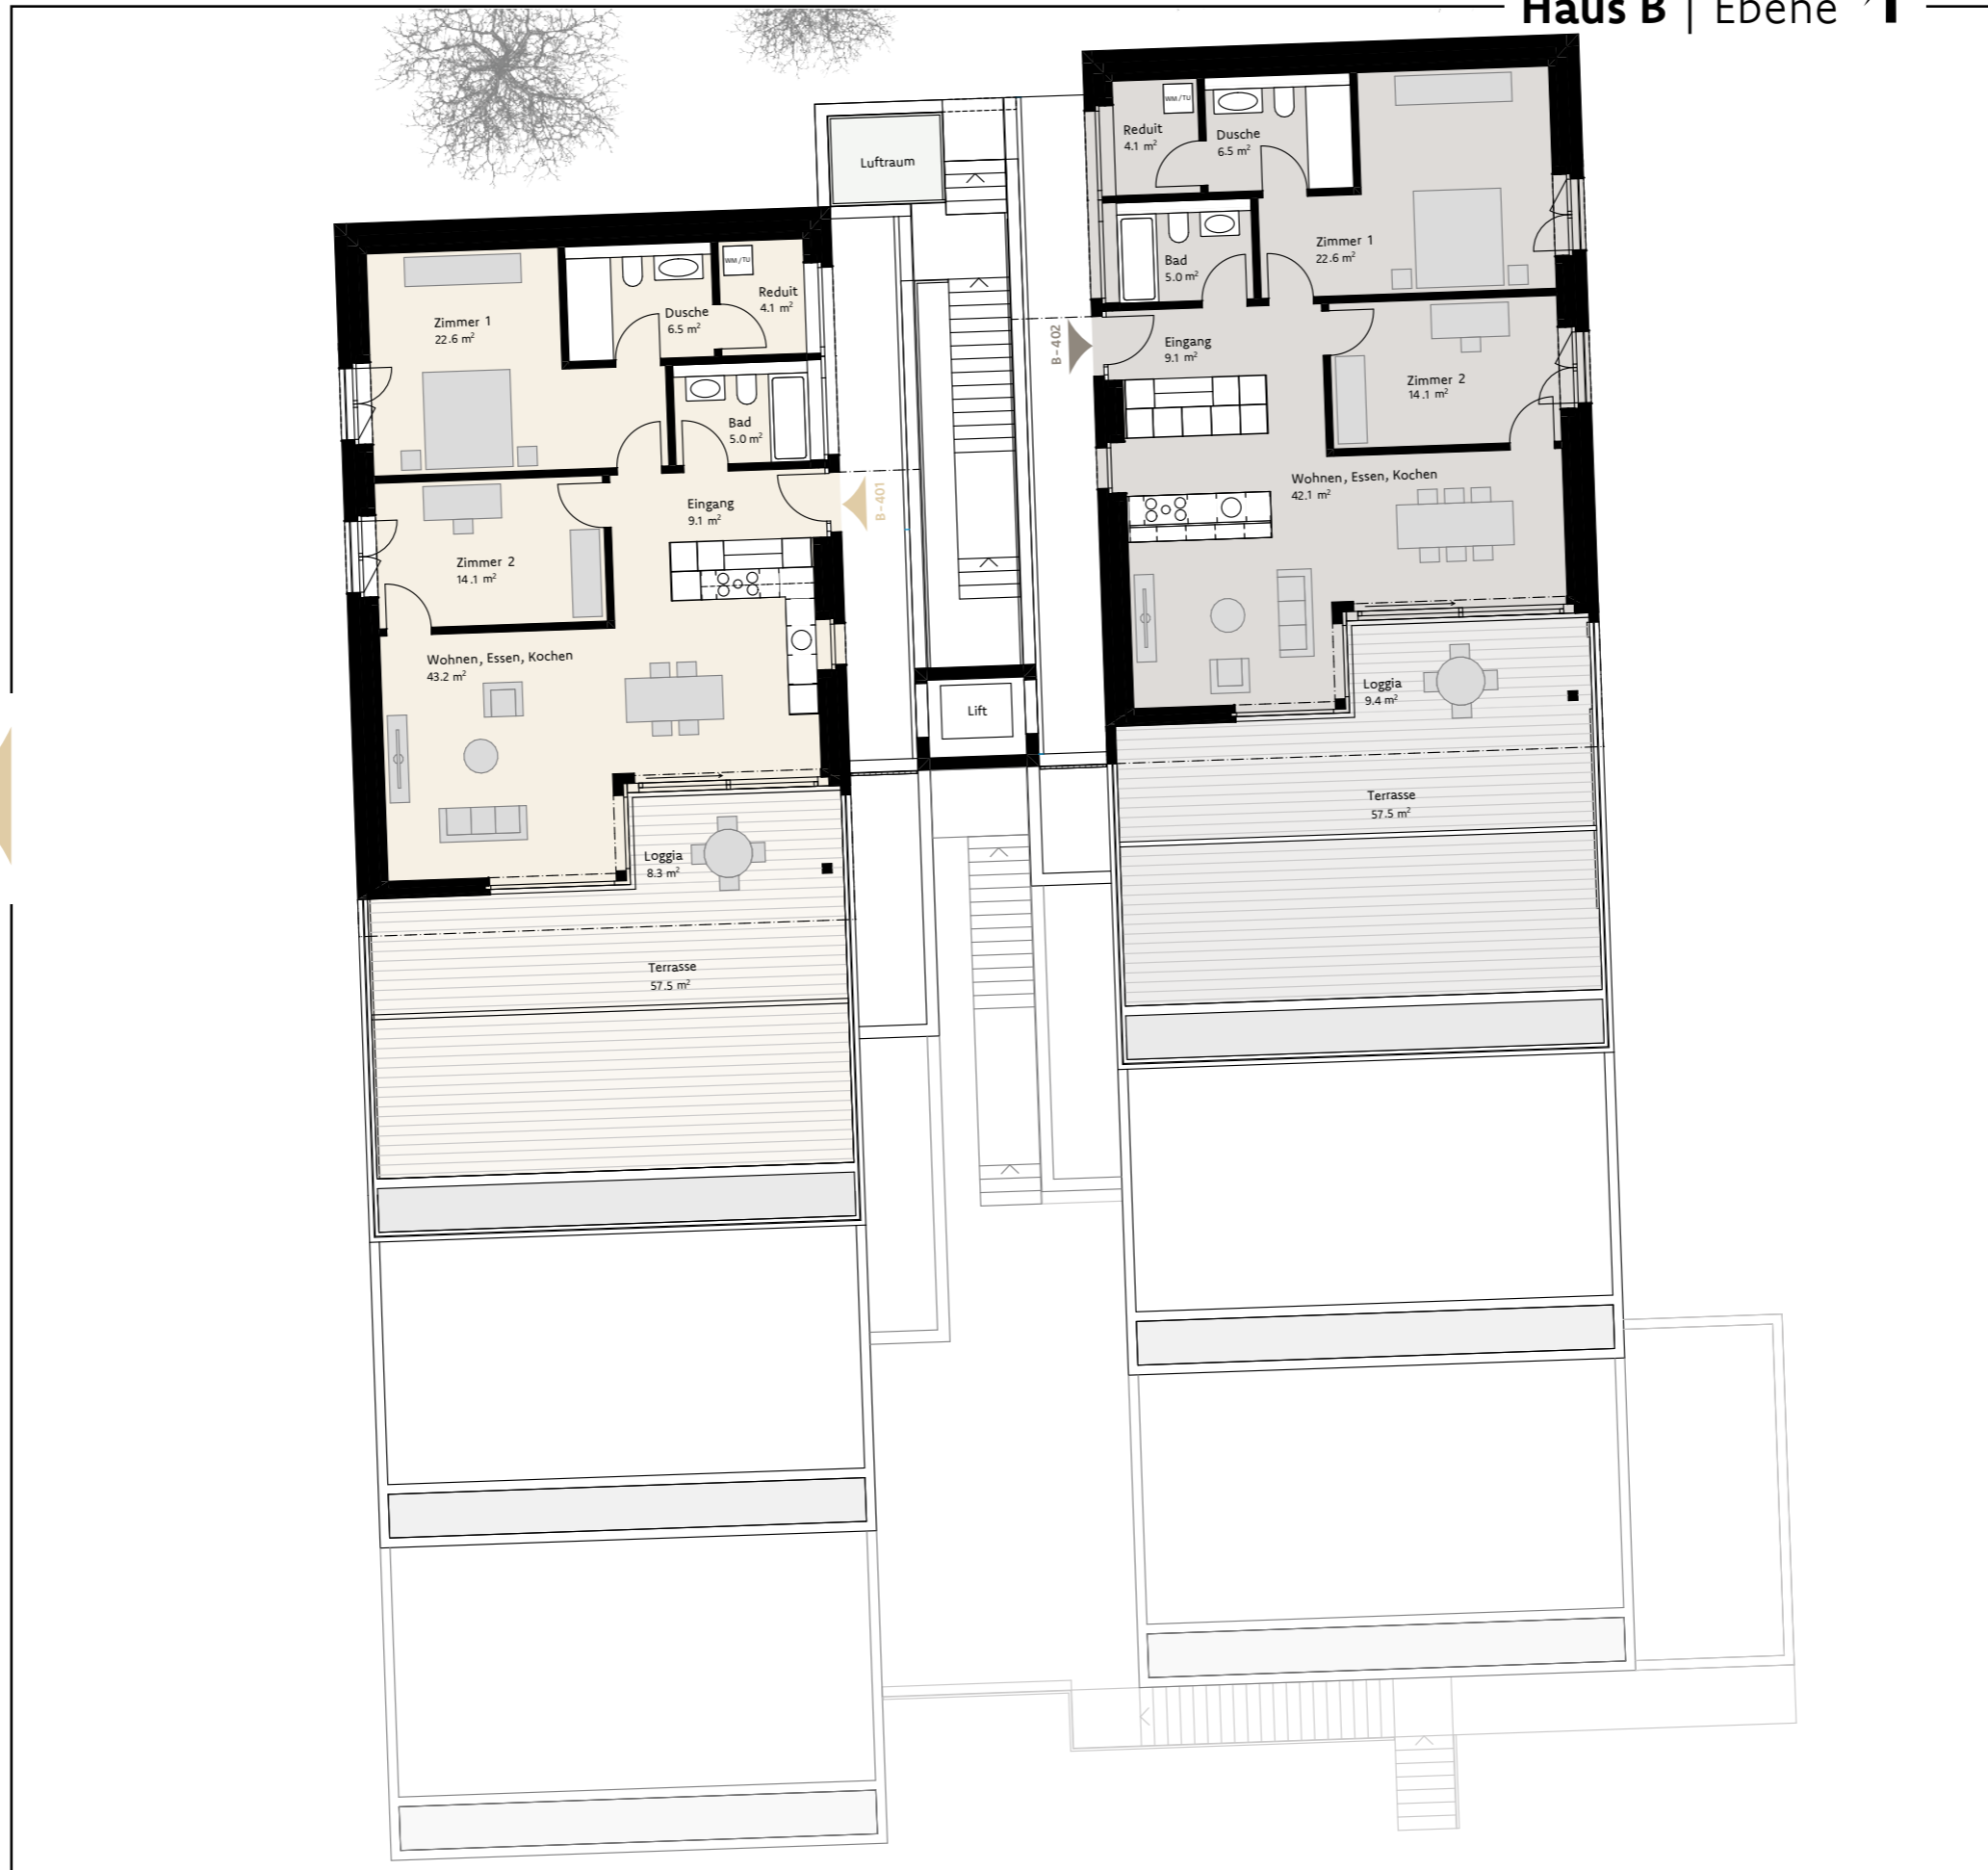 Haus B | Ebene
Luftraum
WM./TU
Reduit
4.1 m²
Dusche
6.5 m²
Zimmer 1
22.6 m²
Bad
5.0 m²
B-402
Eingang
9.1 m²
Zimmer 2
14.1 m²
Wohnen, Essen, Kochen
42.1 m²
Loggia
9.4 m²
Terrasse
57.5 m²
Zimmer 1
22.6 m²
Dusche
6.5 m²
WM./TU
Reduit
4.1 m²
Bad
5.0 m²
B-401
Eingang
9.1 m²
Zimmer 2
14.1 m²
Wohnen, Essen, Kochen
43.2 m²
Lift
Loggia
8.3 m²
Terrasse
57.5 m²